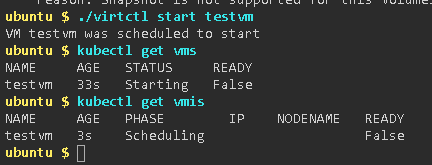 reason: Snapshot is not supported for this volume
ubuntu $ ./virtctl start testvm
VM testvm was scheduled to start
ubuntu $ kubectl get vms
NAME AGE STATUS READY
testvm 33s Starting False
ubuntu $ kubectl get vmis
NAME AGE PHASE IP NODENAME READY
testvm 3s Scheduling False
ubuntu $